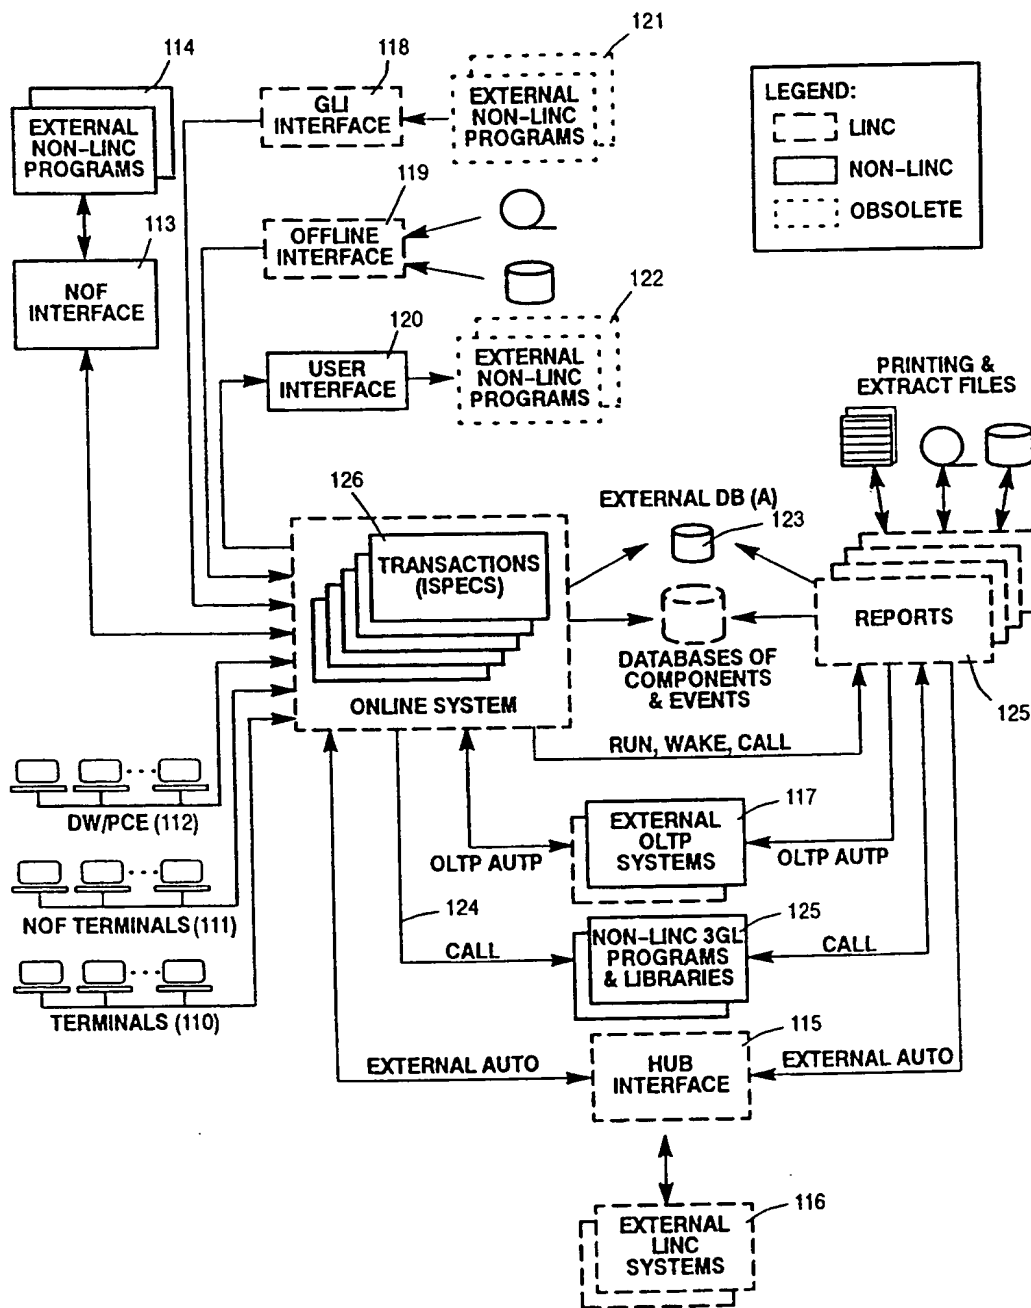 114
EXTERNAL
NON-LINC
PROGRAMS
113
NOF
INTERFACE
118
GLI
INTERFACE
121
EXTERNAL
NON-LINC
PROGRAMS
119
OFFLINE
INTERFACE
120
USER
INTERFACE
122
EXTERNAL
NON-LINC
PROGRAMS
LEGEND:
LINC
NON-LINC
OBSOLETE
PRINTING &
EXTRACT FILES
126
TRANSACTIONS
(ISPECS)
ONLINE SYSTEM
EXTERNAL DB (A)
123
DATABASES OF
COMPONENTS
& EVENTS
REPORTS
125
RUN, WAKE, CALL
DW/PCE (112)
NOF TERMINALS (111)
TERMINALS (110)
117
EXTERNAL
OLTP
SYSTEMS
OLTP AUTP
OLTP AUTP
124
125
NON-LINC 3GL
PROGRAMS
& LIBRARIES
CALL
CALL
115
HUB
INTERFACE
EXTERNAL AUTO
EXTERNAL AUTO
116
EXTERNAL
LINC
SYSTEMS